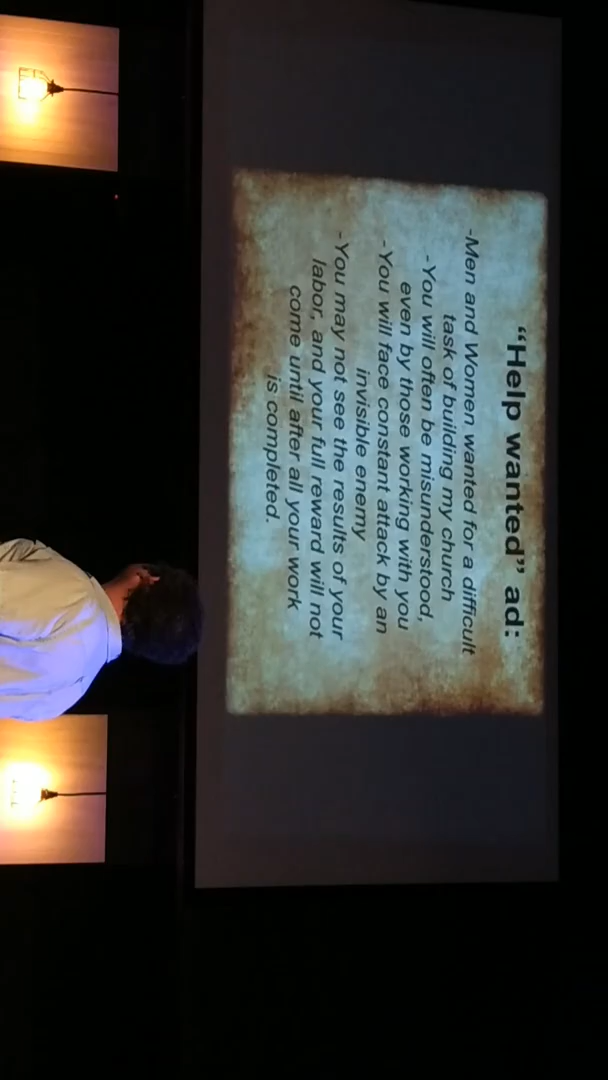 “Help wanted” ad:
-Men and Women wanted for a difficult
task of building my church
-You will often be misunderstood,
even by those working with you
-You will face constant attack by an
invisible enemy
-You may not see the results of your
labor, and your full reward will not
come until after all your work
is completed.